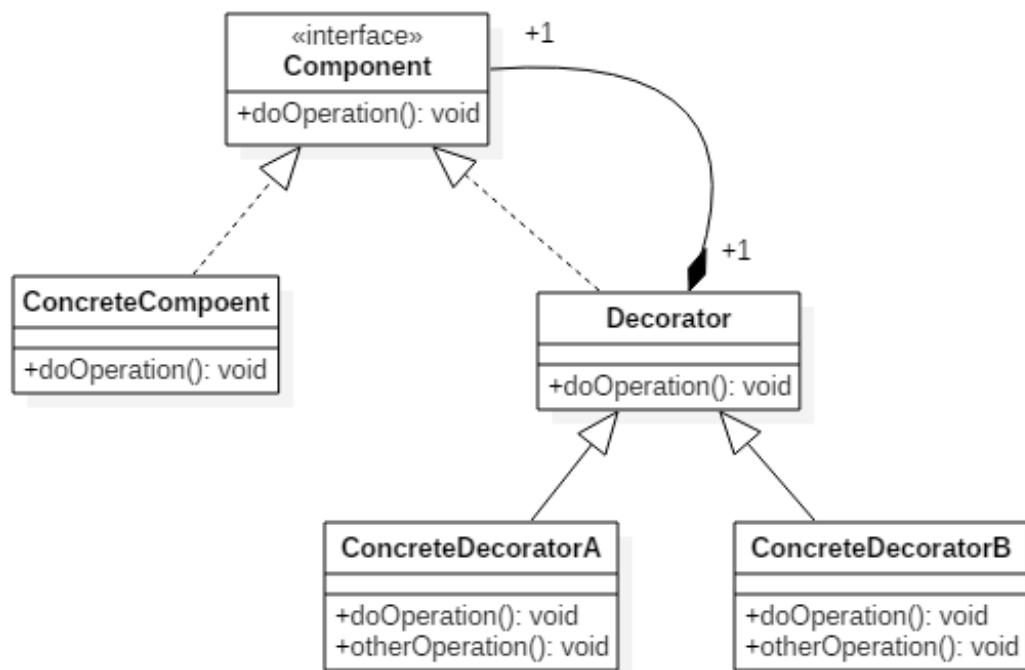 «interface»
Component
+doOperation(): void
+1
+1
ConcreteCompoent
+doOperation(): void
Decorator
+doOperation(): void
ConcreteDecoratorA
+doOperation(): void
+otherOperation(): void
ConcreteDecoratorB
+doOperation(): void
+otherOperation(): void